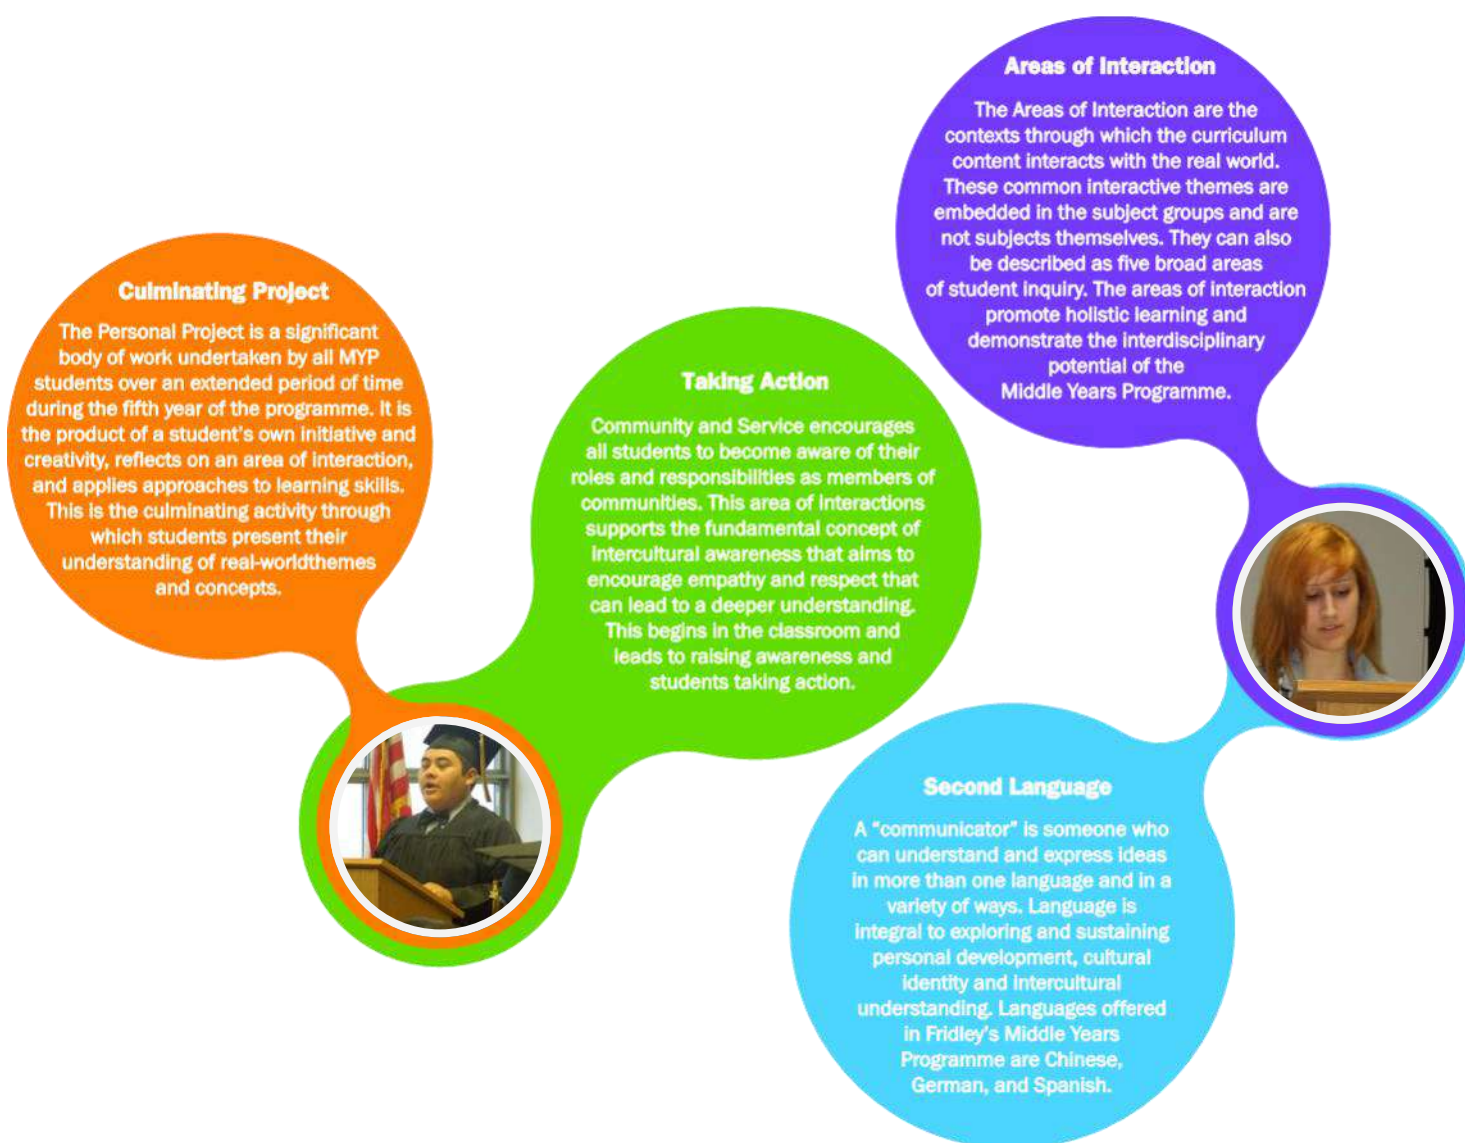 Areas of Interaction
The Areas of Interaction are the
contexts through which the curriculum
content interacts with the real world.
These common interactive themes are
embedded in the subject groups and are
not subjects themselves. They can also
be described as five broad areas
of student inquiry. The areas of interaction
promote holistic learning and
demonstrate the interdisciplinary
potential of the
Middle Years Programme.
Culminating Project
The Personal Project is a significant
body of work undertaken by all MYP
students over an extended period of time
during the fifth year of the programme. It is
the product of a student's own initiative and
creativity, reflects on an area of interaction,
and applies approaches to learning skills.
This is the culminating activity through
which students present their
understanding of real-worldthemes
and concepts.
Taking Action
Community and Service encourages
all students to become aware of their
roles and responsibilities as members of
communities. This area of interactions
supports the fundamental concept of
intercultural awareness that aims to
encourage empathy and respect that
can lead to a deeper understanding.
This begins in the classroom and
leads to raising awareness and
students taking action.
Second Language
A "communicator" is someone who
can understand and express ideas
in more than one language and in a
variety of ways. Language is
integral to exploring and sustaining
personal development, cultural
identity and intercultural
understanding. Languages offered
in Fridley's Middle Years
Programme are Chinese,
German, and Spanish.